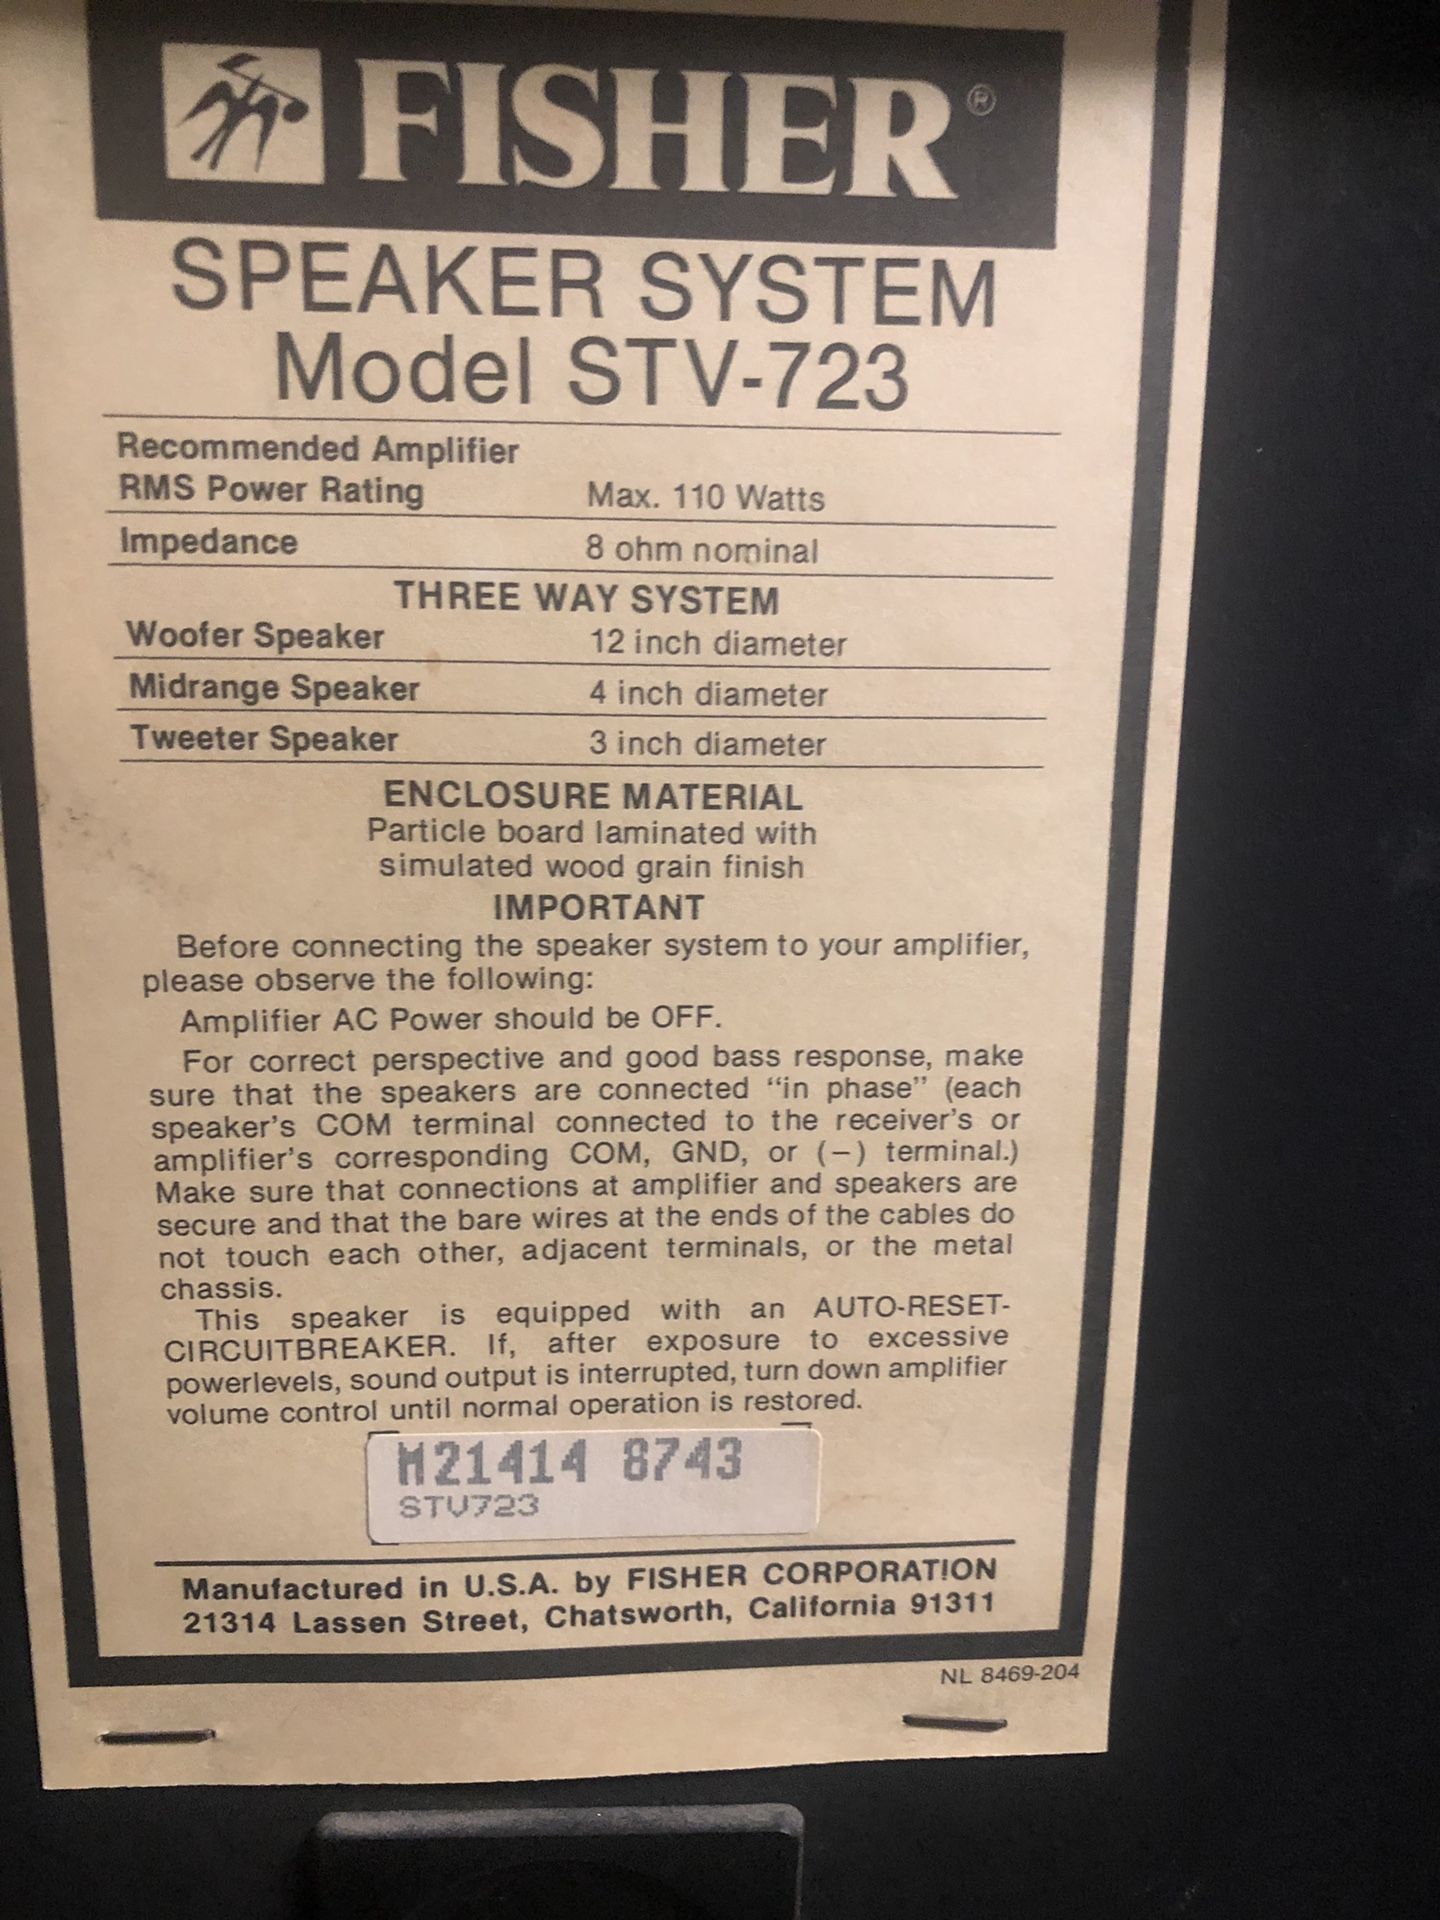 FISHER®
SPEAKER SYSTEM
Model STV-723
Recommended Amplifier
RMS Power Rating Max. 110 Watts
Impedance 8 ohm nominal
THREE WAY SYSTEM
Woofer Speaker 12 inch diameter
Midrange Speaker 4 inch diameter
Tweeter Speaker 3 inch diameter
ENCLOSURE MATERIAL
Particle board laminated with
simulated wood grain finish
IMPORTANT
Before connecting the speaker system to your amplifier,
please observe the following:
Amplifier AC Power should be OFF.
For correct perspective and good bass response, make
sure that the speakers are connected “in phase” (each
speaker's COM terminal connected to the receiver's or
amplifier's corresponding COM, GND, or (–) terminal.)
Make sure that connections at amplifier and speakers are
secure and that the bare wires at the ends of the cables do
not touch each other, adjacent terminals, or the metal
chassis.
This speaker is equipped with an AUTO-RESET-
CIRCUITBREAKER. If, after exposure to excessive
powerlevels, sound output is interrupted, turn down amplifier
volume control until normal operation is restored.
M21414 8743
STV723
Manufactured in U.S.A. by FISHER CORPORATION
21314 Lassen Street, Chatsworth, California 91311
NL 8469-204